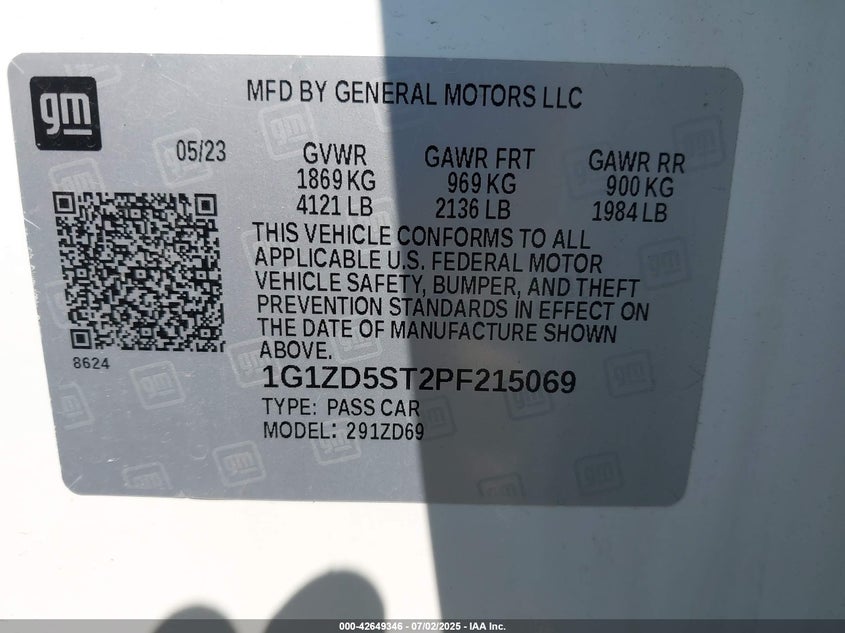 gm
MFD BY GENERAL MOTORS LLC
05/23
GVWR
1869 KG
4121 LB
GAWR FRT
969 KG
2136 LB
GAWR RR
900 KG
1984 LB
THIS VEHICLE CONFORMS TO ALL
APPLICABLE U.S. FEDERAL MOTOR
VEHICLE SAFETY, BUMPER, AND THEFT
PREVENTION STANDARDS IN EFFECT ON
THE DATE OF MANUFACTURE SHOWN
ABOVE.
8624
1G1ZD5ST2PF215069
TYPE: PASS CAR
MODEL: 291ZD69
000-42649346 - 07/02/2025 - IAA Inc.